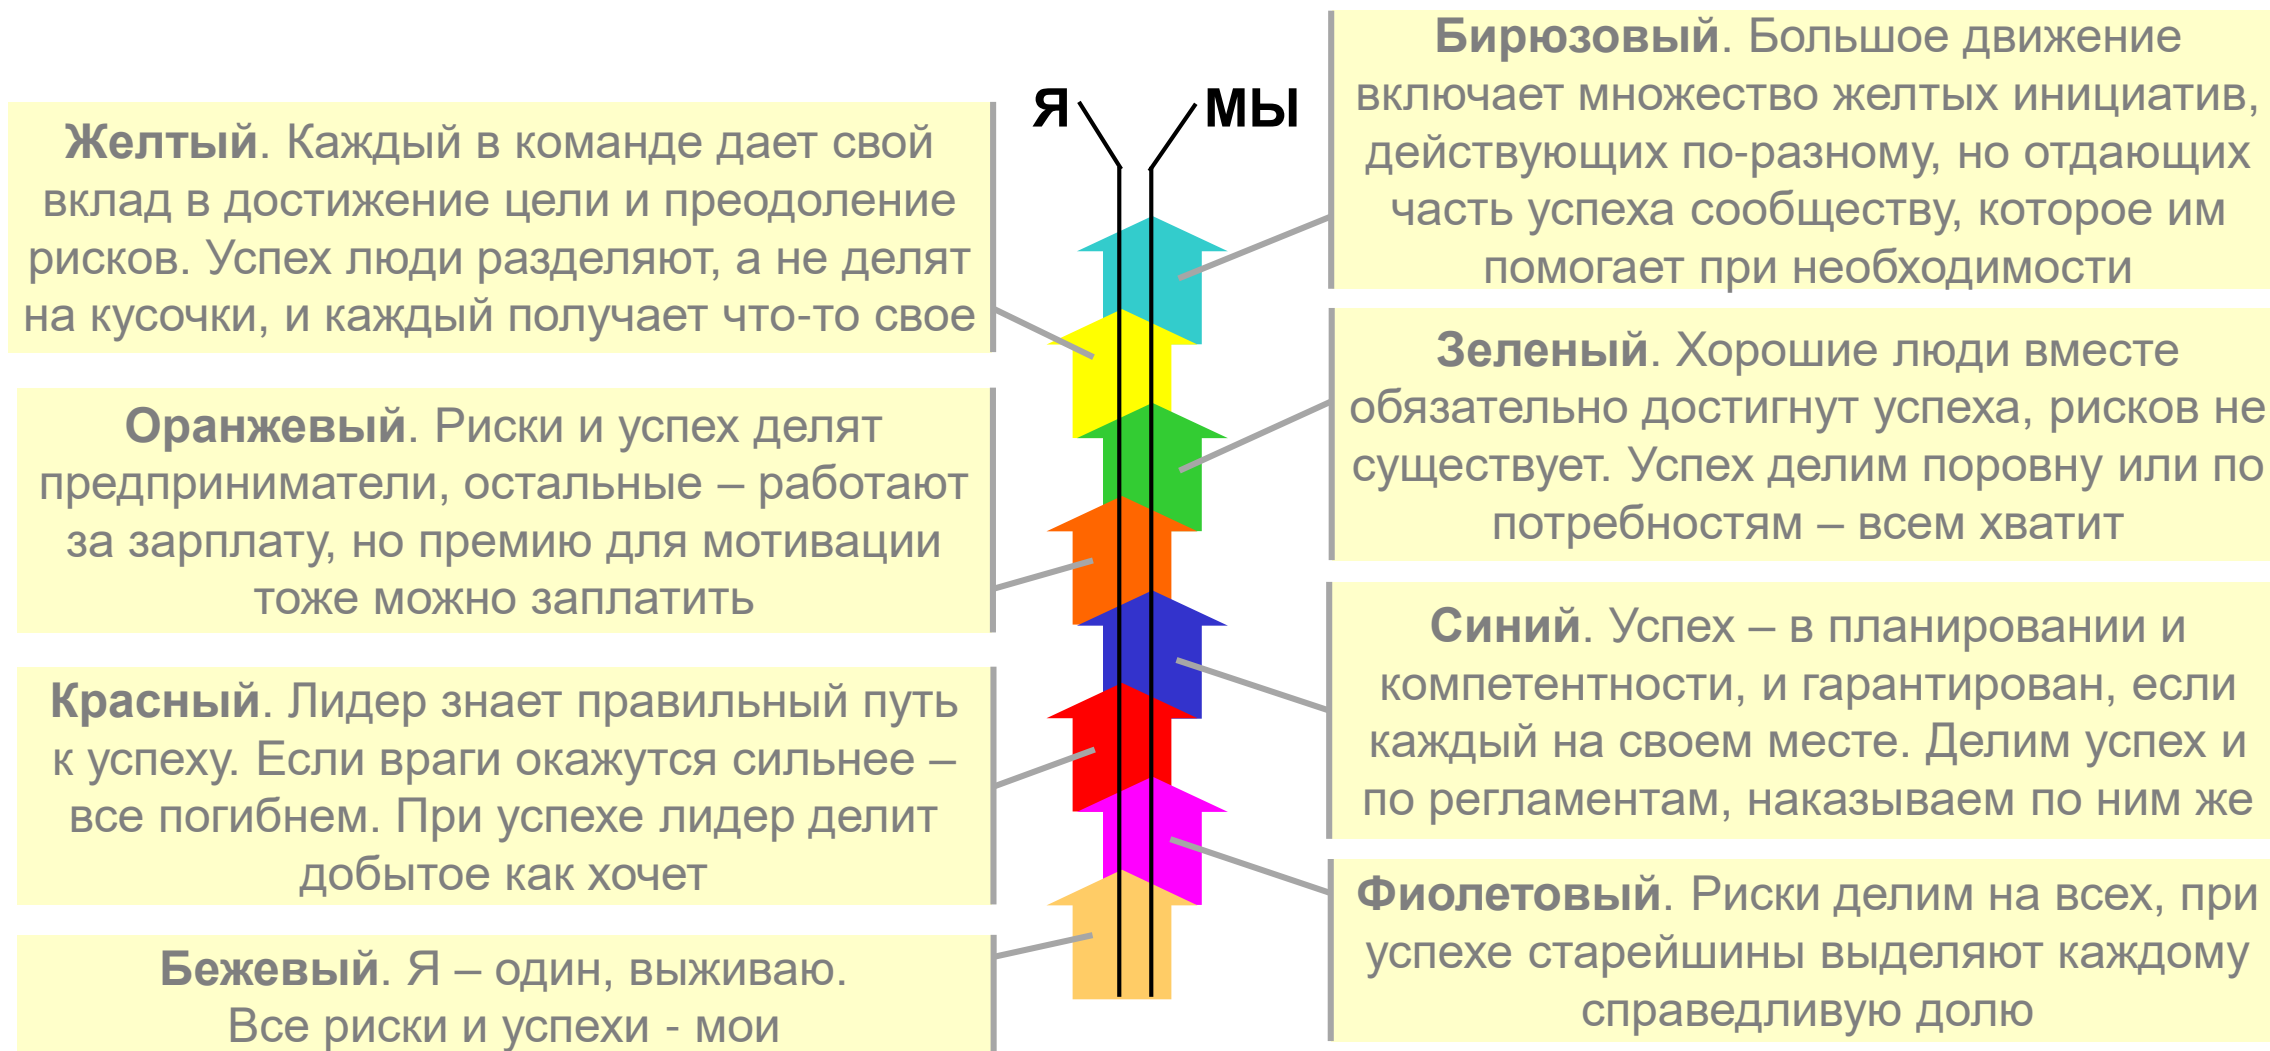 Я МЫ
Желтый. Каждый в команде дает свой
вклад в достижение цели и преодоление
рисков. Успех люди разделяют, а не делят
на кусочки, и каждый получает что-то свое
Оранжевый. Риски и успех делят
предприниматели, остальные – работают
за зарплату, но премию для мотивации
тоже можно заплатить
Красный. Лидер знает правильный путь
к успеху. Если враги окажутся сильнее –
все погибнем. При успехе лидер делит
добытое как хочет
Бежевый. Я – один, выживаю.
Все риски и успехи - мои
Бирюзовый. Большое движение
включает множество желтых инициатив,
действующих по-разному, но отдающих
часть успеха сообществу, которое им
помогает при необходимости
Зеленый. Хорошие люди вместе
обязательно достигнут успеха, рисков не
существует. Успех делим поровну или по
потребностям – всем хватит
Синий. Успех – в планировании и
компетентности, и гарантирован, если
каждый на своем месте. Делим успех и
по регламентам, наказываем по ним же
Фиолетовый. Риски делим на всех, при
успехе старейшины выделяют каждому
справедливую долю